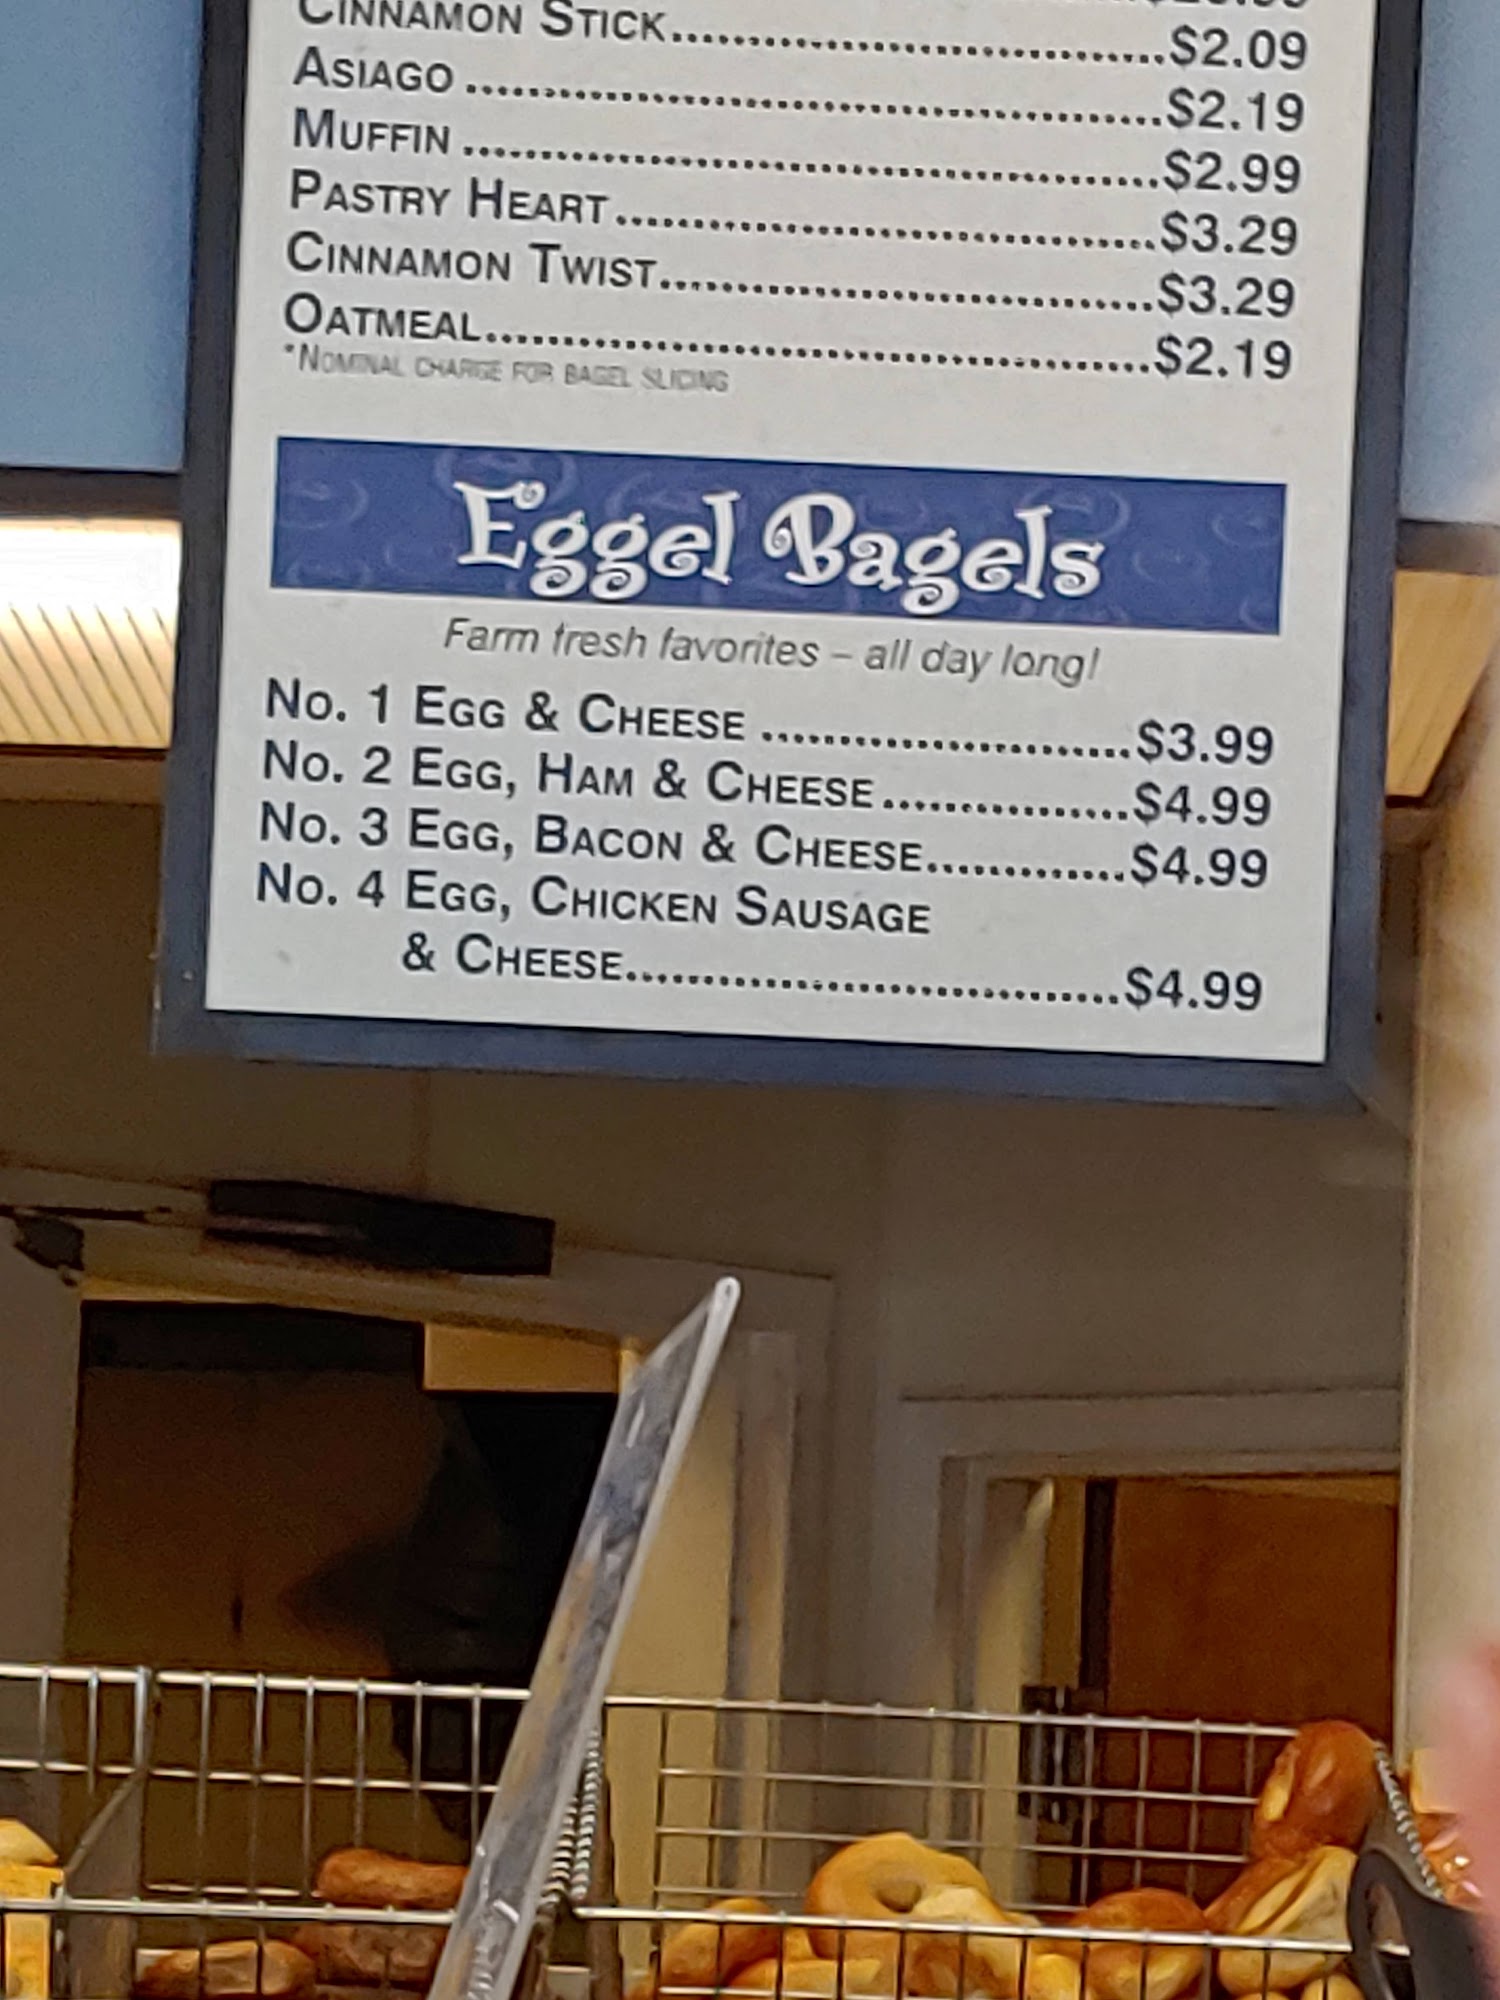 CINNAMON STICK....................................$2.09
ASIAGO....................................$2.19
MUFFIN....................................$2.99
PASTRY HEART....................................$3.29
CINNAMON TWIST....................................$3.29
OATMEAL....................................$2.19
*NOMINAL CHARGE FOR BAGEL SLICING
Eggel Bagels
Farm fresh favorites – all day long!
NO. 1 EGG & CHEESE........................$3.99
NO. 2 EGG, HAM & CHEESE................$4.99
NO. 3 EGG, BACON & CHEESE.............$4.99
NO. 4 EGG, CHICKEN SAUSAGE
& CHEESE................................$4.99